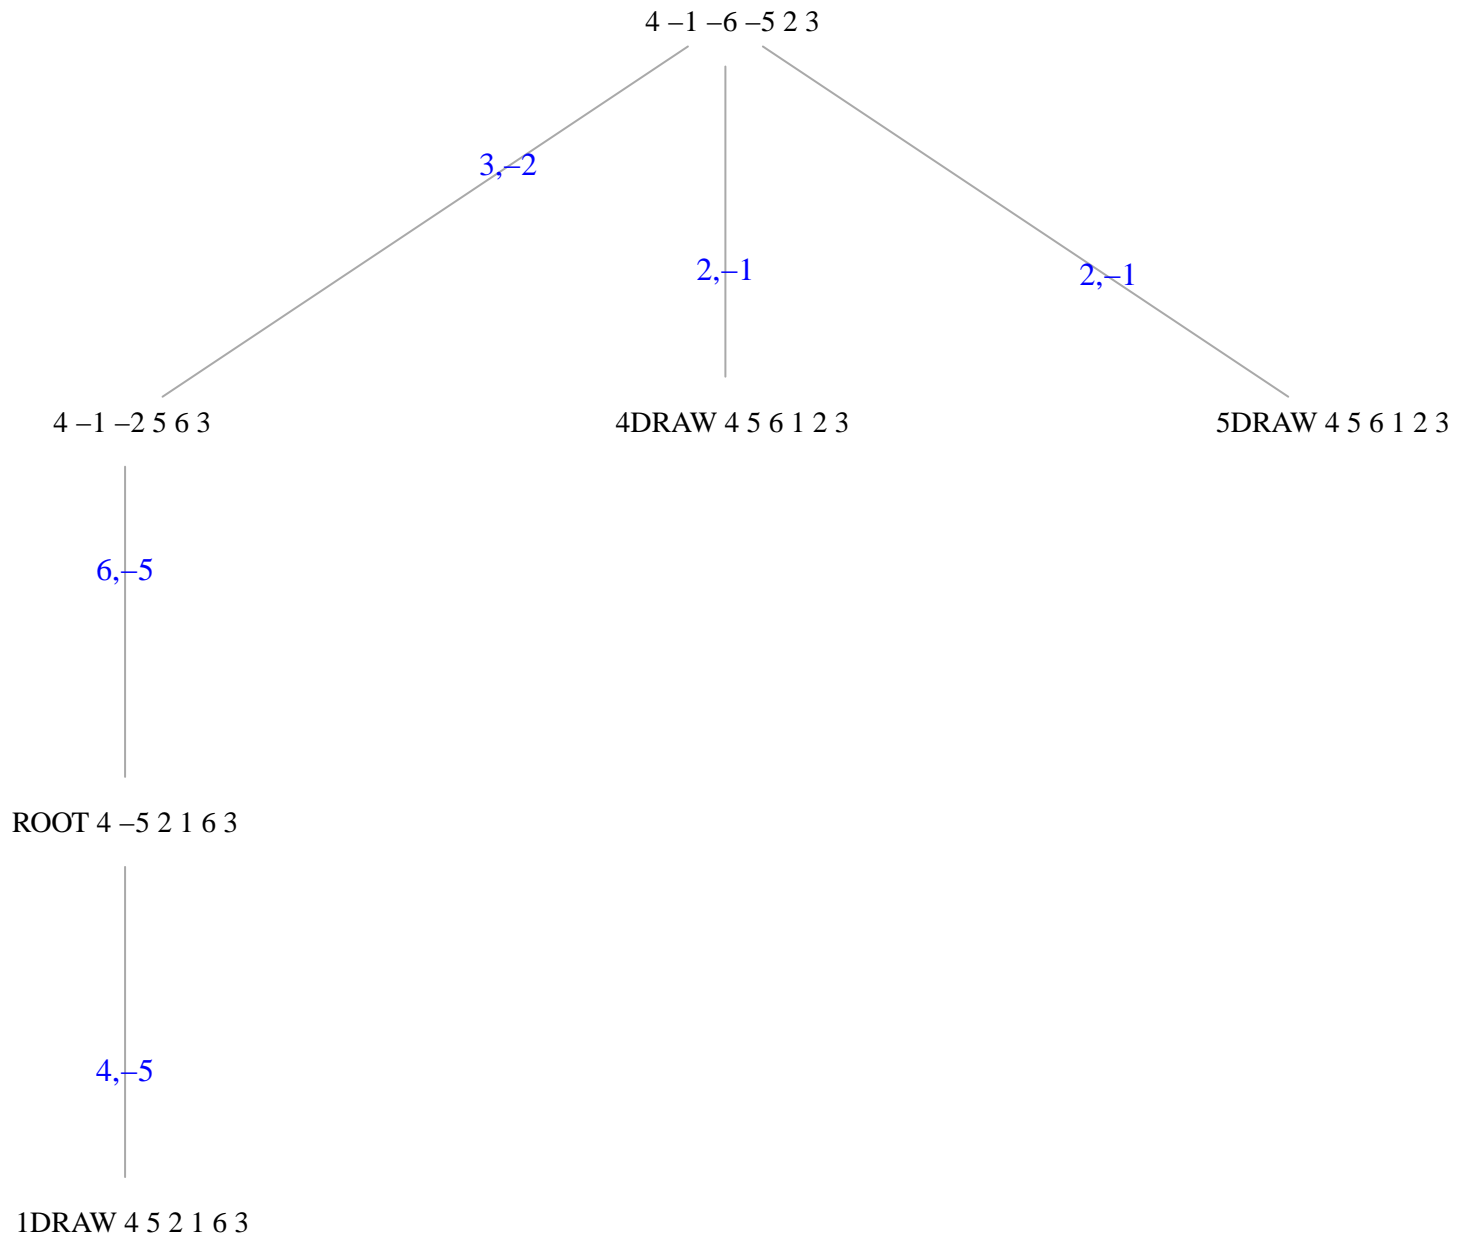 4 –1 –6 –5 2 3
3,–2
2,–1
2,–1
4 –1 –2 5 6 3
4DRAW 4 5 6 1 2 3
5DRAW 4 5 6 1 2 3
6,–5
ROOT 4 –5 2 1 6 3
4,–5
1DRAW 4 5 2 1 6 3